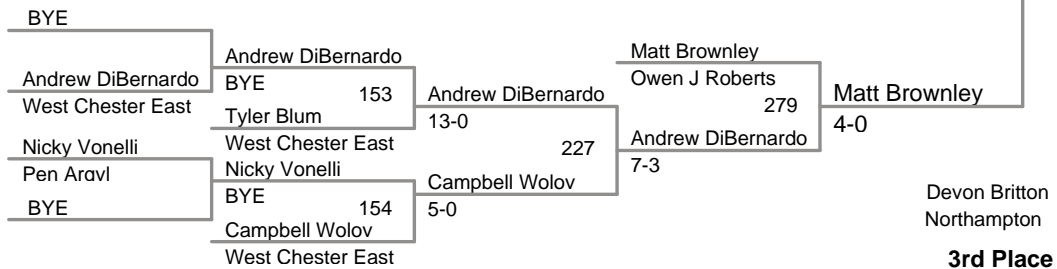 BYE
Andrew DiBernardo
West Chester East
Nicky Vonelli
Pen Argyl
BYE
Andrew DiBernardo
BYE
153
Tyler Blum
West Chester East
Nicky Vonelli
BYE
154
Campbell Wolov
West Chester East
Andrew DiBernardo
13-0
227
Campbell Wolov
5-0
Matt Brownley
Owen J Roberts
279
Andrew DiBernardo
7-3
Matt Brownley
4-0
Devon Britton
Northampton
3rd Place